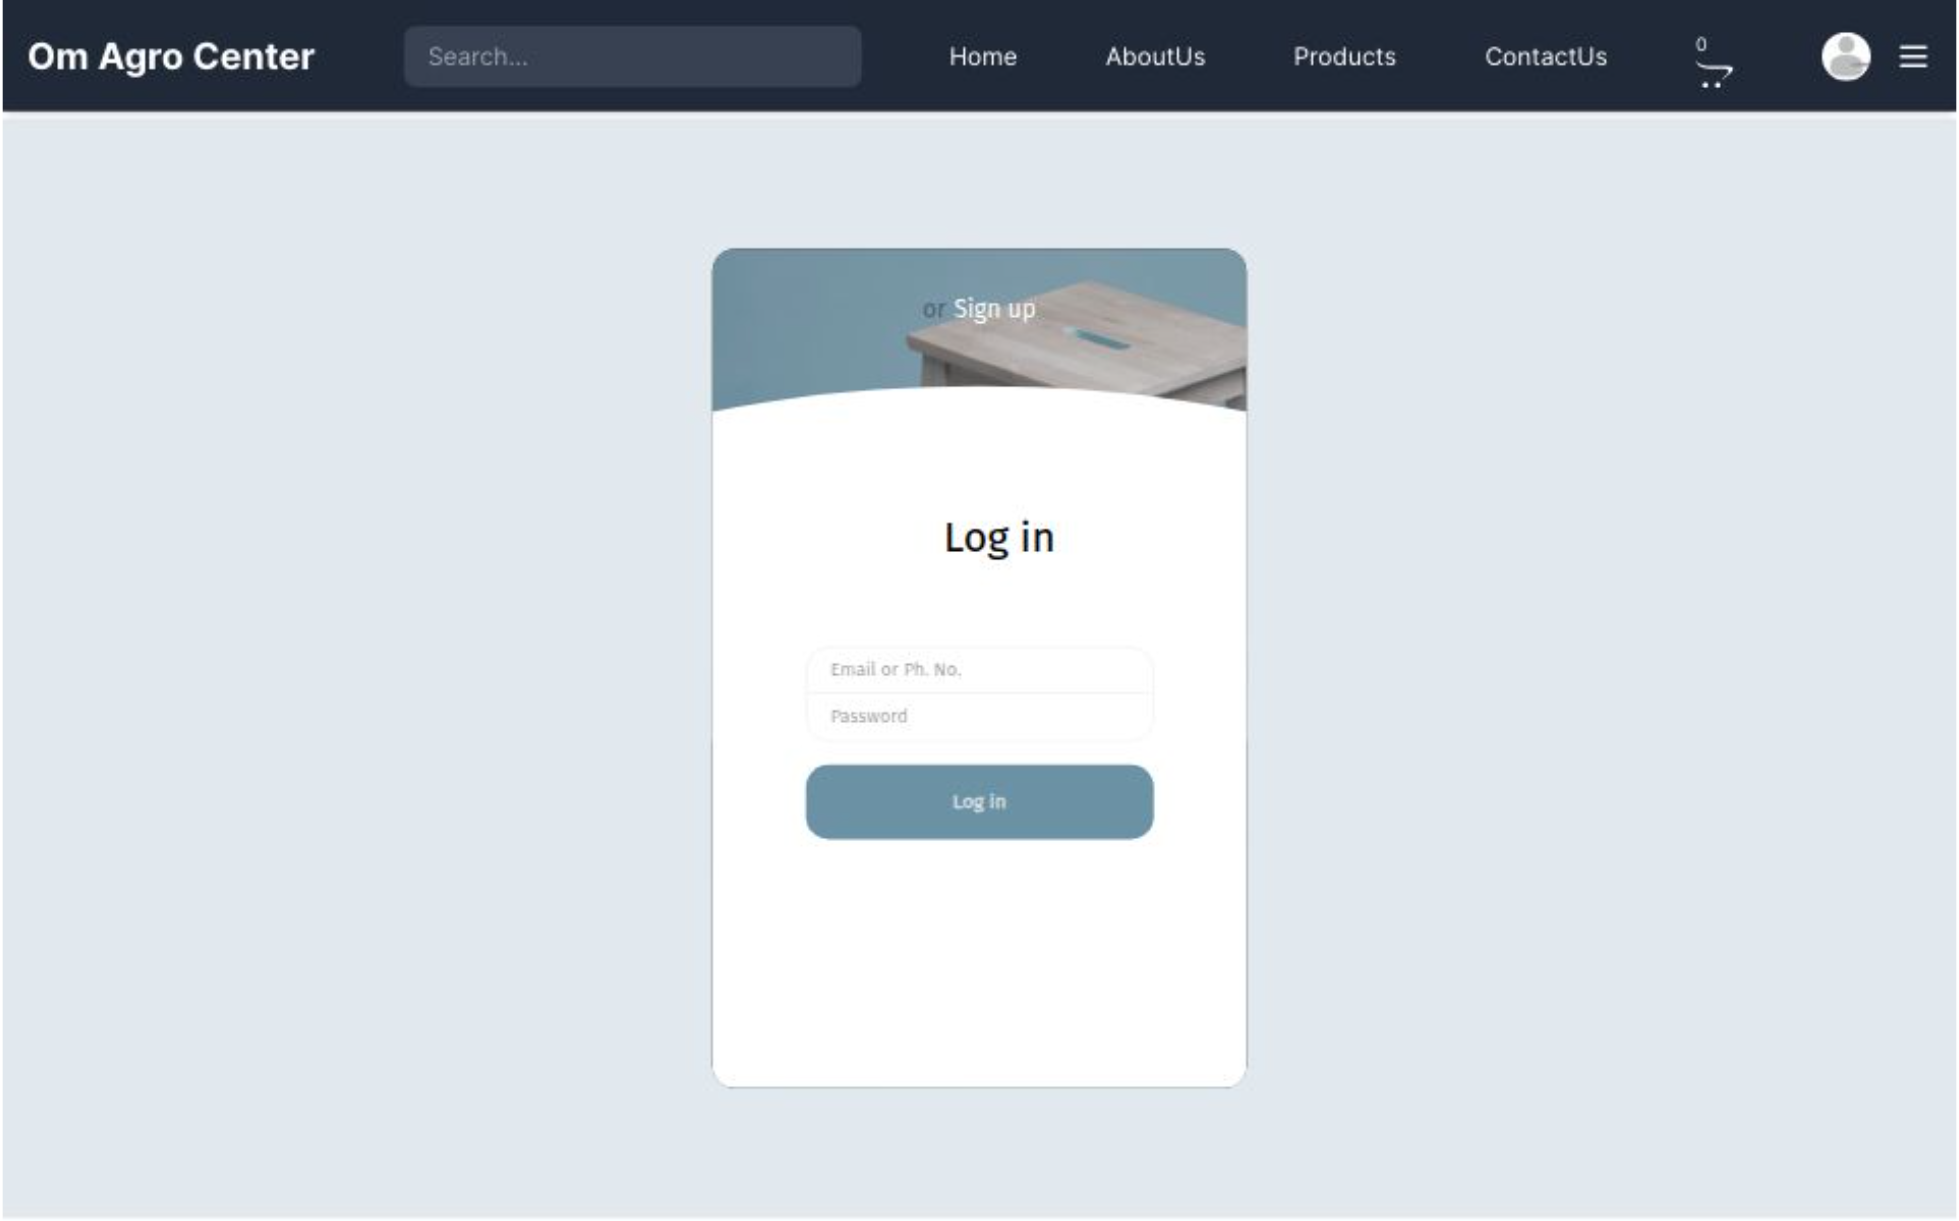 Om Agro Center
Search...
Home
AboutUs
Products
ContactUs
0
or Sign up
Log in
Email or Ph. No.
Password
Log in